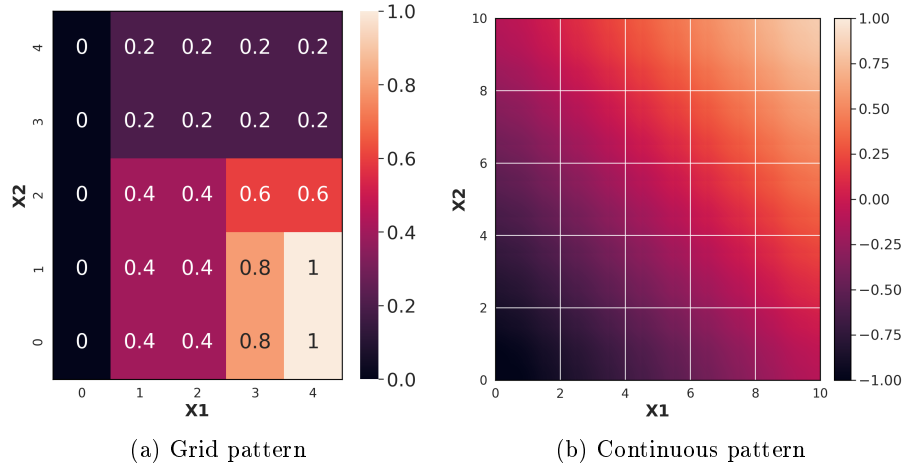 4 0 0.2 0.2 0.2 0.2
3 0 0.2 0.2 0.2 0.2
2 0 0.4 0.4 0.6 0.6
1 0 0.4 0.4 0.8 1
0 0 0.4 0.4 0.8 1
0 1 2 3 4
X1
X2
1.0
0.8
0.6
0.4
0.2
0.0
(a) Grid pattern
10
8
6
4
2
0
0 2 4 6 8 10
X1
X2
1.00
0.75
0.50
0.25
0.00
−0.25
−0.50
−0.75
−1.00
(b) Continuous pattern